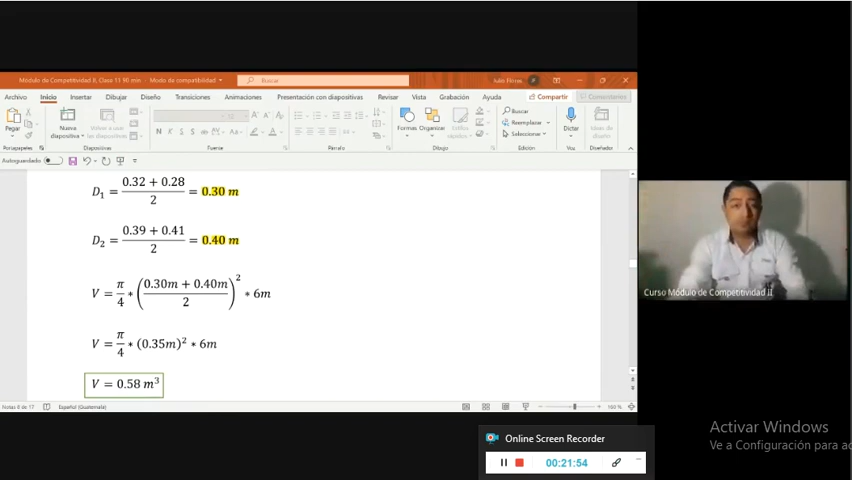 Módulo de Competitividad II, Clase 13 90 min - Modo de compatibilidad
Buscar
Julio Flores
Archivo Inicio Insertar Dibujar Diseño Transiciones Animaciones Presentación con diapositivas Revisar Vista Grabación Ayuda Compartir Comentarios
Pegar
Nueva diapositiva
Formas Organizar
Buscar
Reemplazar
Seleccionar
Dictar
Portapapeles Diapositivas Fuente Párrafo Dibujo Edición Voz Diseñador
Autoguardado
D₁ = (0.32 + 0.28)/2 = 0.30 m
D₂ = (0.39 + 0.41)/2 = 0.40 m
V = π/4 * ((0.30m + 0.40m)/2)² * 6m
V = π/4 * (0.35m)² * 6m
V = 0.58 m³
Curso Módulo de Competitividad II
Notas 8 de 17 Español (Guatemala)
Activar Windows
Ve a Configuración para
Online Screen Recorder
00:21:54